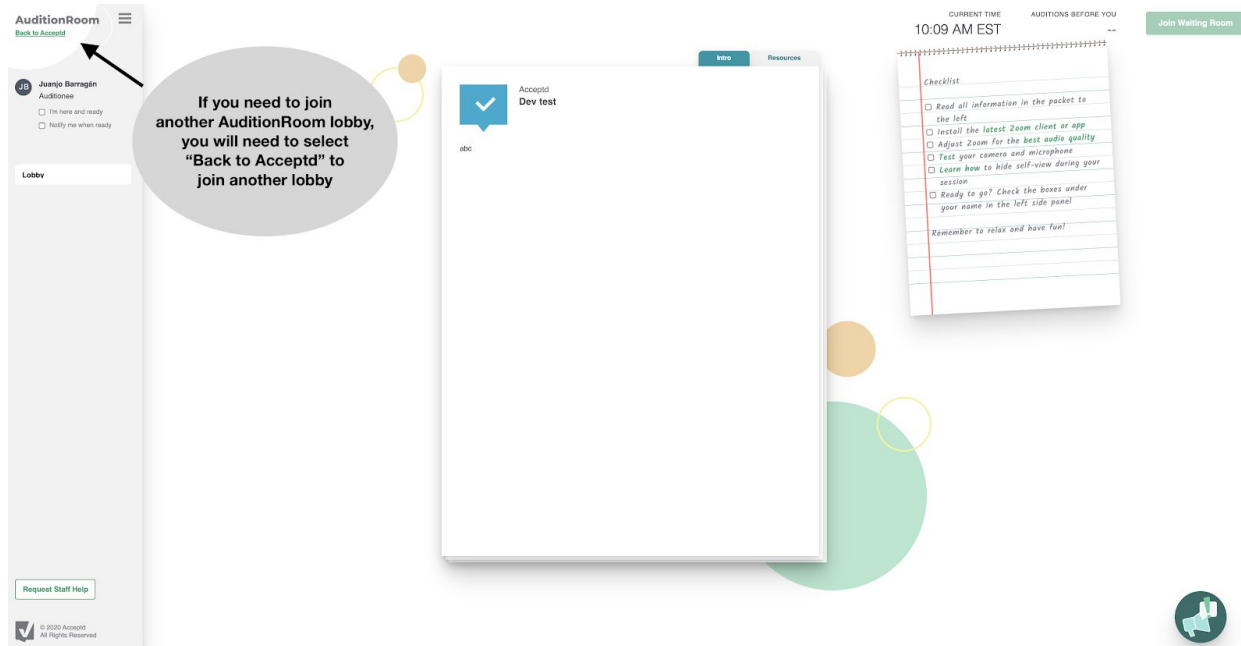 AuditionRoom
Back to Acceptd
JB
Juanjo Barragán
Auditionee
I'm here and ready
Notify me when ready
Lobby
Request Staff Help
© 2020 Acceptd
All Rights Reserved
If you need to join
another AuditionRoom lobby,
you will need to select
“Back to Acceptd” to
join another lobby
Intro
Resources
Acceptd
Dev test
abc
CURRENT TIME
10:09 AM EST
AUDITIONS BEFORE YOU
--
Join Waiting Room
Checklist
Read all information in the packet to
the left
Install the latest Zoom client or app
Adjust Zoom for the best audio quality
Test your camera and microphone
Learn how to hide self-view during your
session
Ready to go? Check the boxes under
your name in the left side panel
Remember to relax and have fun!